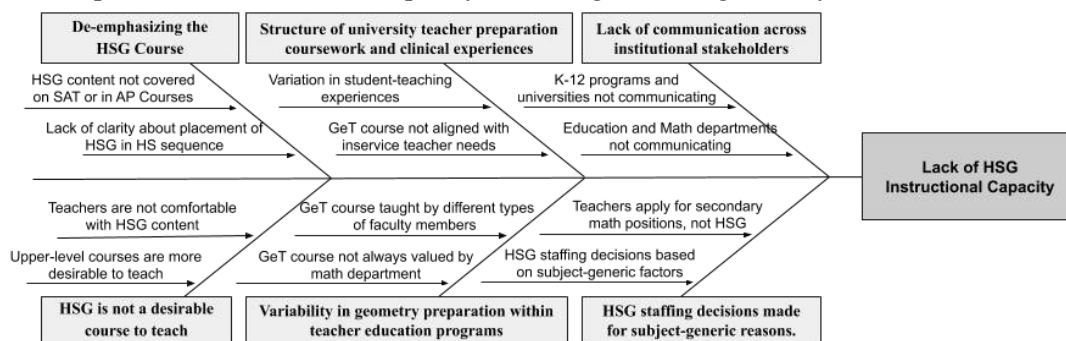 De-emphasizing the
HSG Course
Structure of university teacher preparation
coursework and clinical experiences
Lack of communication across
institutional stakeholders
HSG content not covered
on SAT or in AP Courses
Variation in student-teaching
experiences
K-12 programs and
universities not communicating
Lack of clarity about placement of
HSG in HS sequence
GeT course not aligned with
inservice teacher needs
Education and Math departments
not communicating
Lack of HSG
Instructional Capacity
Teachers are not comfortable
with HSG content
GeT course taught by different types
of faculty members
Teachers apply for secondary
math positions, not HSG
Upper-level courses are more
desirable to teach
GeT course not always valued by
math department
HSG staffing decisions based
on subject-generic factors
HSG is not a desirable
course to teach
Variability in geometry preparation within
teacher education programs
HSG staffing decisions made
for subject-generic reasons.